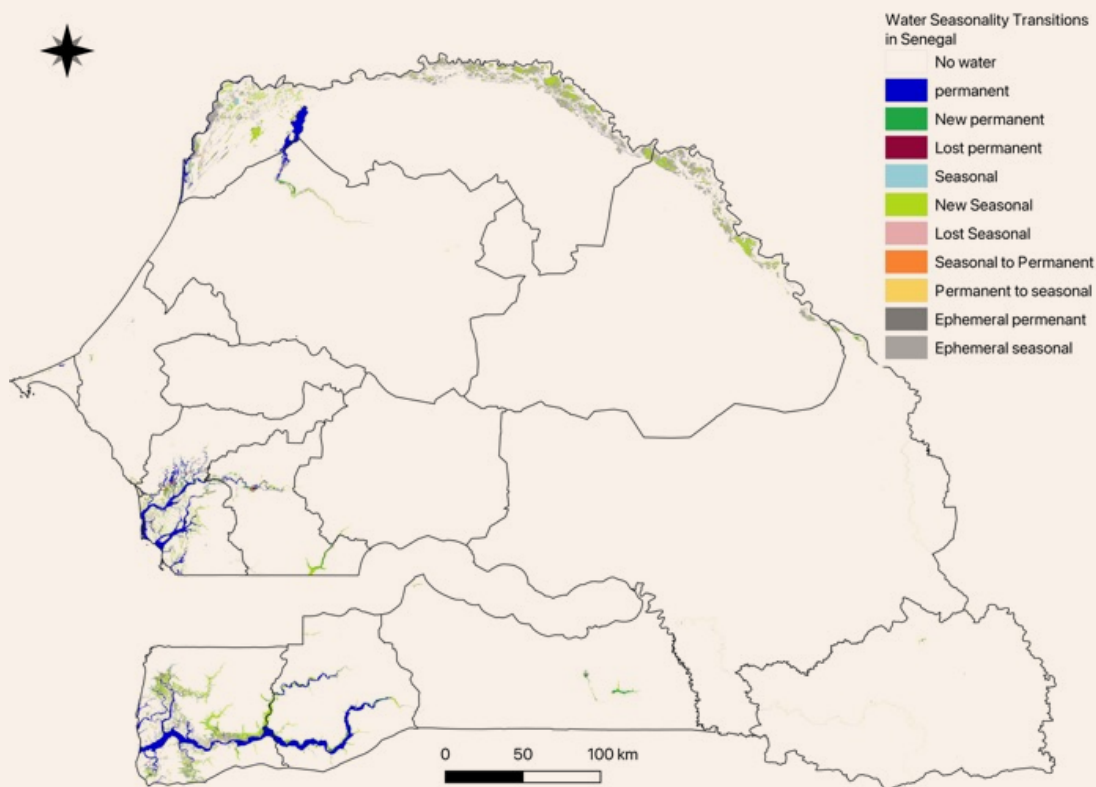 Water Seasonality Transitions
in Senegal
No water
permanent
New permanent
Lost permanent
Seasonal
New Seasonal
Lost Seasonal
Seasonal to Permanent
Permanent to seasonal
Ephemeral permenant
Ephemeral seasonal
0 50 100 km